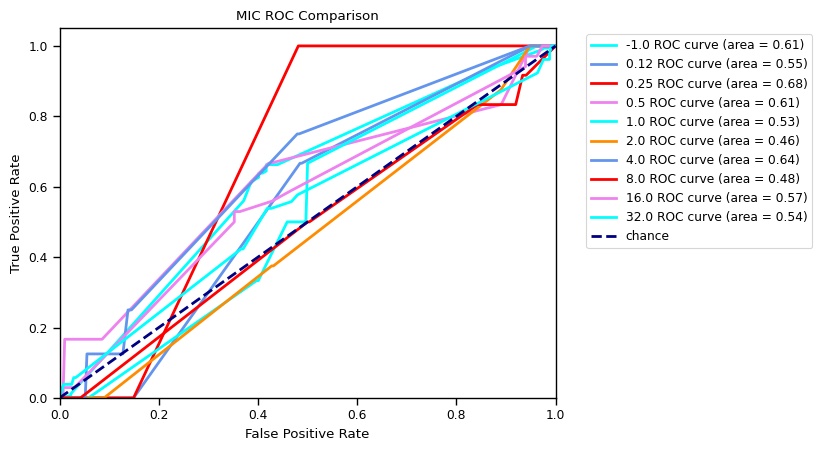 MIC ROC Comparison
True Positive Rate
1.0
0.8
0.6
0.4
0.2
0.0
0.0 0.2 0.4 0.6 0.8 1.0
False Positive Rate
-1.0 ROC curve (area = 0.61)
0.12 ROC curve (area = 0.55)
0.25 ROC curve (area = 0.68)
0.5 ROC curve (area = 0.61)
1.0 ROC curve (area = 0.53)
2.0 ROC curve (area = 0.46)
4.0 ROC curve (area = 0.64)
8.0 ROC curve (area = 0.48)
16.0 ROC curve (area = 0.57)
32.0 ROC curve (area = 0.54)
chance